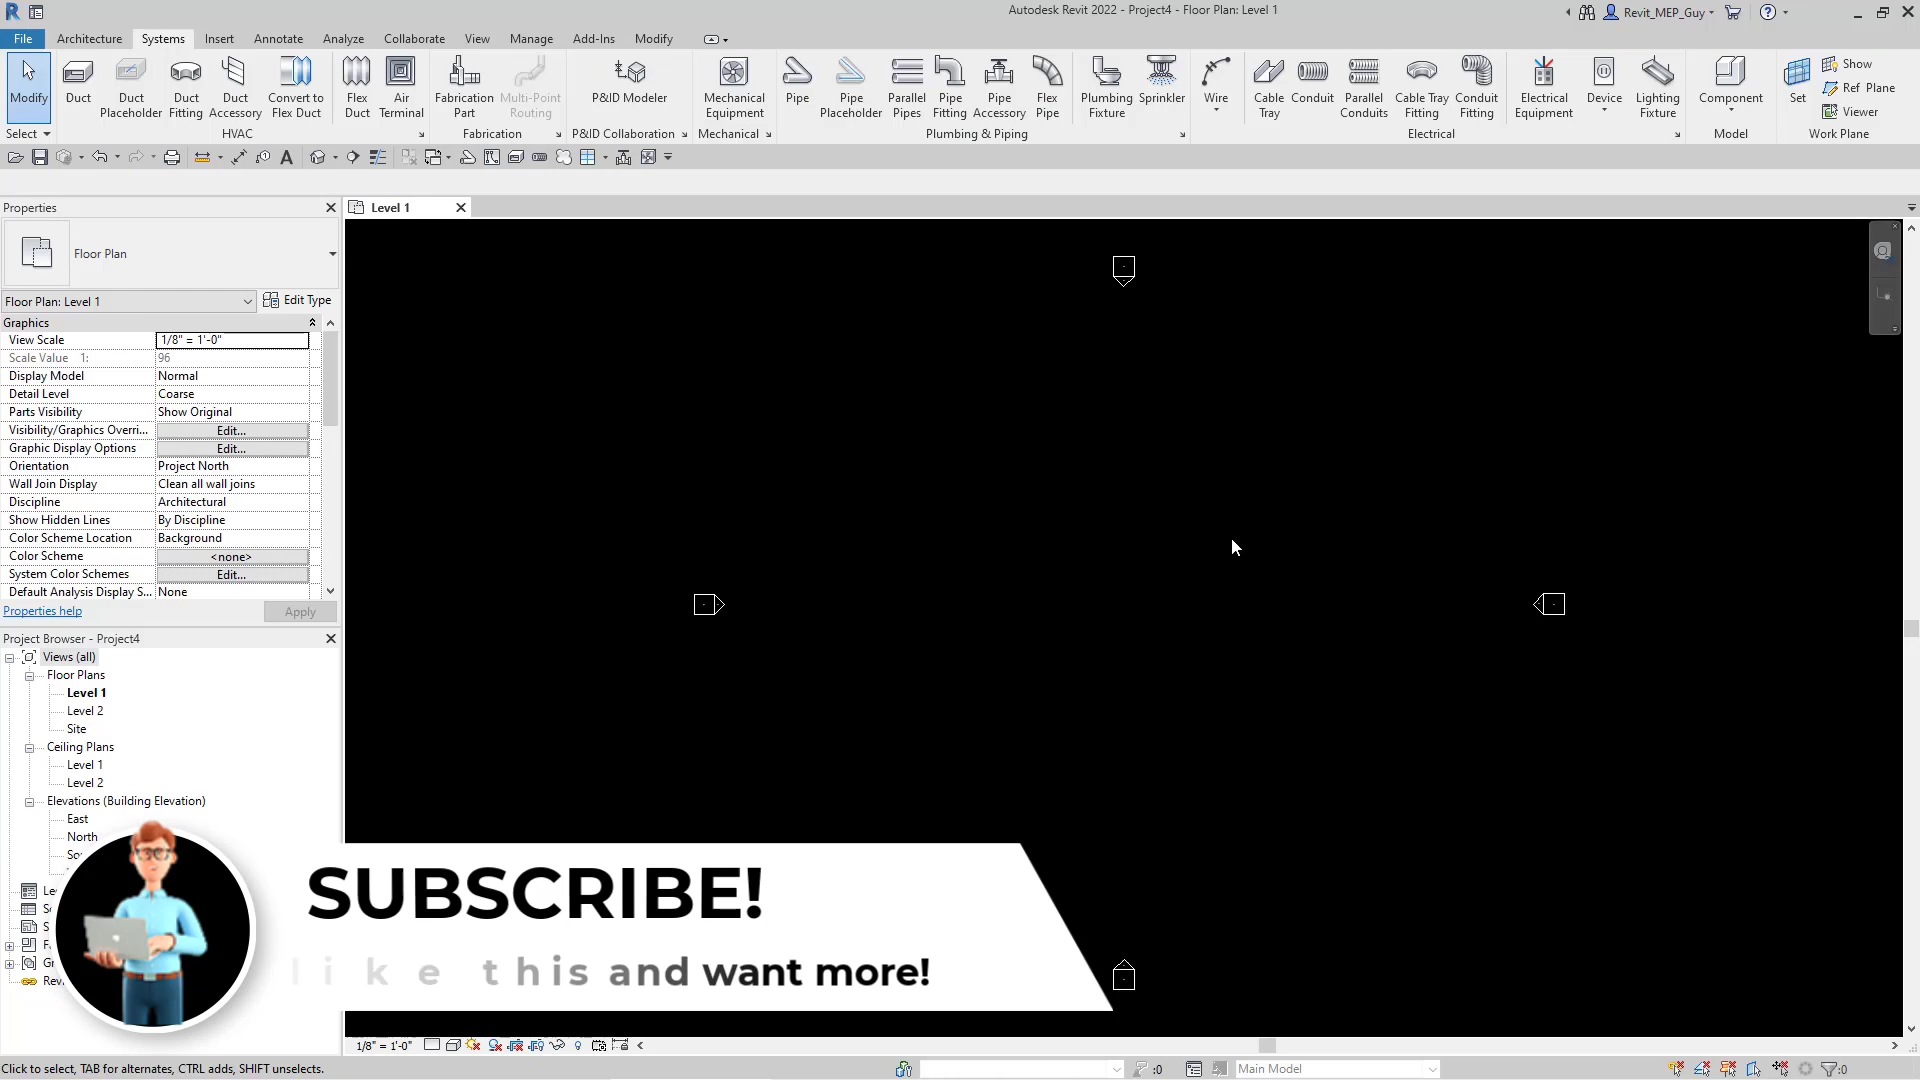 Autodesk Revit 2022 - Project4 - Floor Plan: Level 1
Revit_MEP_Guy
File Architecture Systems Insert Annotate Analyze Collaborate View Manage Add-Ins Modify
Modify
Duct
Duct Placeholder
Duct Fitting
Duct Accessory
Convert to Flex Duct
Flex Duct
Air Terminal
Fabrication Part
Multi-Point Routing
P&ID Modeler
Mechanical Equipment
Pipe
Pipe Placeholder
Parallel Pipes
Pipe Fitting
Pipe Accessory
Flex Pipe
Plumbing Fixture
Sprinkler
Wire
Cable Tray
Conduit
Parallel Conduits
Cable Tray Fitting
Conduit Fitting
Electrical Equipment
Device
Lighting Fixture
Component
Set
Show
Ref Plane
Viewer
Select HVAC Fabrication P&ID Collaboration Mechanical Plumbing & Piping Electrical Model Work Plane
Properties
Level 1
Floor Plan
Floor Plan: Level 1 Edit Type
Graphics
View Scale 1/8" = 1'-0"
Scale Value 1: 96
Display Model Normal
Detail Level Coarse
Parts Visibility Show Original
Visibility/Graphics Overri... Edit...
Graphic Display Options Edit...
Orientation Project North
Wall Join Display Clean all wall joins
Discipline Architectural
Show Hidden Lines By Discipline
Color Scheme Location Background
Color Scheme <none>
System Color Schemes Edit...
Default Analysis Display S... None
Properties help Apply
Project Browser - Project4
Views (all)
Floor Plans
Level 1
Level 2
Site
Ceiling Plans
Level 1
Level 2
Elevations (Building Elevation)
East
North
SUBSCRIBE!
like this and want more!
1/8" = 1'-0"
Click to select, TAB for alternates, CTRL adds, SHIFT unselects.
:0
Main Model
:0